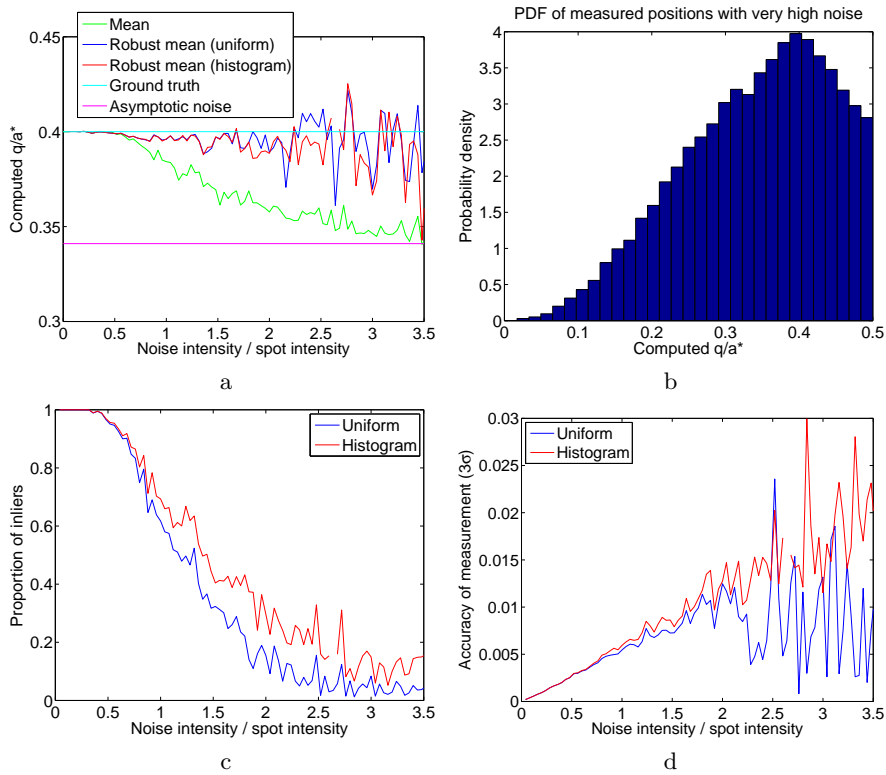 Mean
Robust mean (uniform)
Robust mean (histogram)
Ground truth
Asymptotic noise
0.45
0.4
0.35
0.3
Computed q/a*
0 0.5 1 1.5 2 2.5 3 3.5
Noise intensity / spot intensity
a
PDF of measured positions with very high noise
4
3.5
3
2.5
2
1.5
1
0.5
0
Probability density
0 0.1 0.2 0.3 0.4 0.5
Computed q/a*
b
Uniform
Histogram
1
0.8
0.6
0.4
0.2
0
Proportion of inliers
0 0.5 1 1.5 2 2.5 3 3.5
Noise intensity / spot intensity
c
Uniform
Histogram
0.03
0.025
0.02
0.015
0.01
0.005
0
Accuracy of measurement (3σ)
0 0.5 1 1.5 2 2.5 3 3.5
Noise intensity / spot intensity
d